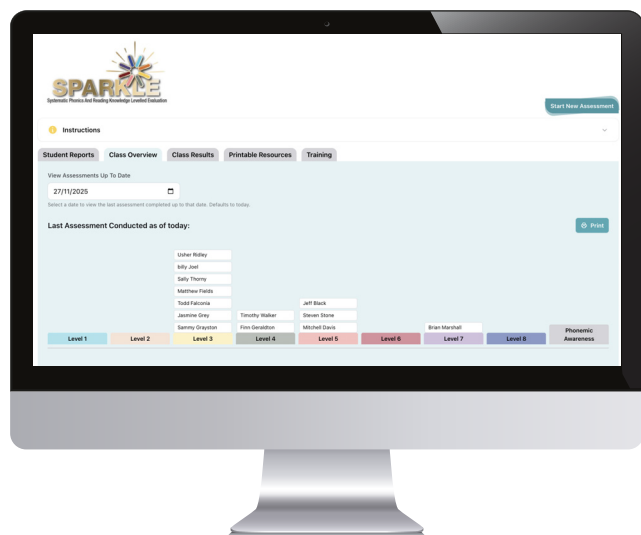 SPARKLE
Systematic Phonics And Reading Knowledge Levelled Evaluation
Start New Assessment
Instructions
Student Reports Class Overview Class Results Printable Resources Training
View Assessments Up To Date
27/11/2025
Select a date to view the last assessment completed up to that date. Defaults to today.
Last Assessment Conducted as of today:
Print
Usher Ridley
billy Joel
Sally Thorny
Matthew Fields
Todd Falconia Jeff Black
Jasmine Grey Timothy Walker Steven Stone
Sammy Grayston Finn Geraldton Mitchell Davis Brian Marshall
Level 1 Level 2 Level 3 Level 4 Level 5 Level 6 Level 7 Level 8 Phonemic Awareness